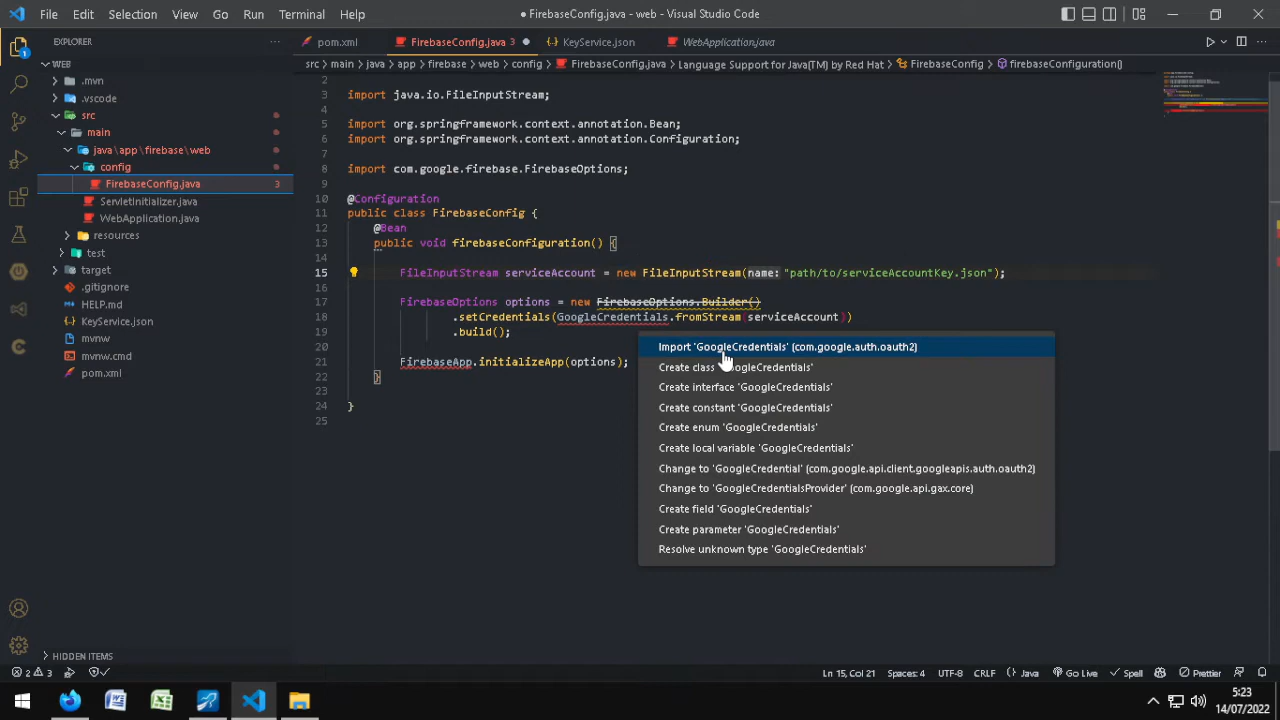 File Edit Selection View Go Run Terminal Help
● FirebaseConfig.java - web - Visual Studio Code
EXPLORER
pom.xml FirebaseConfig.java 3 KeyService.json WebApplication.java
src > main > java > app > firebase > web > config > FirebaseConfig.java > Language Support for Java(TM) by Red Hat > FirebaseConfig > firebaseConfiguration()
1
WEB
.mvn
.vscode
src
main
java\app\firebase\web
config
FirebaseConfig.java 3
ServletInitializer.java
WebApplication.java
resources
test
target
.gitignore
HELP.md
KeyService.json
mvnw
mvnw.cmd
pom.xml
HIDDEN ITEMS
2
3 import java.io.FileInputStream;
4
5 import org.springframework.context.annotation.Bean;
6 import org.springframework.context.annotation.Configuration;
7
8 import com.google.firebase.FirebaseOptions;
9
10 @Configuration
11 public class FirebaseConfig {
12 @Bean
13 public void firebaseConfiguration() {
14
15 FileInputStream serviceAccount = new FileInputStream(name:"path/to/serviceAccountKey.json");
16
17 FirebaseOptions options = new FirebaseOptions.Builder()
18 .setCredentials(GoogleCredentials.fromStream(serviceAccount))
19 .build();
20
21 FirebaseApp.initializeApp(options);
22 }
23
24 }
25
Import 'GoogleCredentials' (com.google.auth.oauth2)
Create class 'GoogleCredentials'
Create interface 'GoogleCredentials'
Create constant 'GoogleCredentials'
Create enum 'GoogleCredentials'
Create local variable 'GoogleCredentials'
Change to 'GoogleCredential' (com.google.api.client.googleapis.auth.oauth2)
Change to 'GoogleCredentialsProvider' (com.google.api.gax.core)
Create field 'GoogleCredentials'
Create parameter 'GoogleCredentials'
Resolve unknown type 'GoogleCredentials'
2 3 Ln 15, Col 21 Spaces: 4 UTF-8 CRLF {} Java Go Live Spell Prettier
5:23
14/07/2022